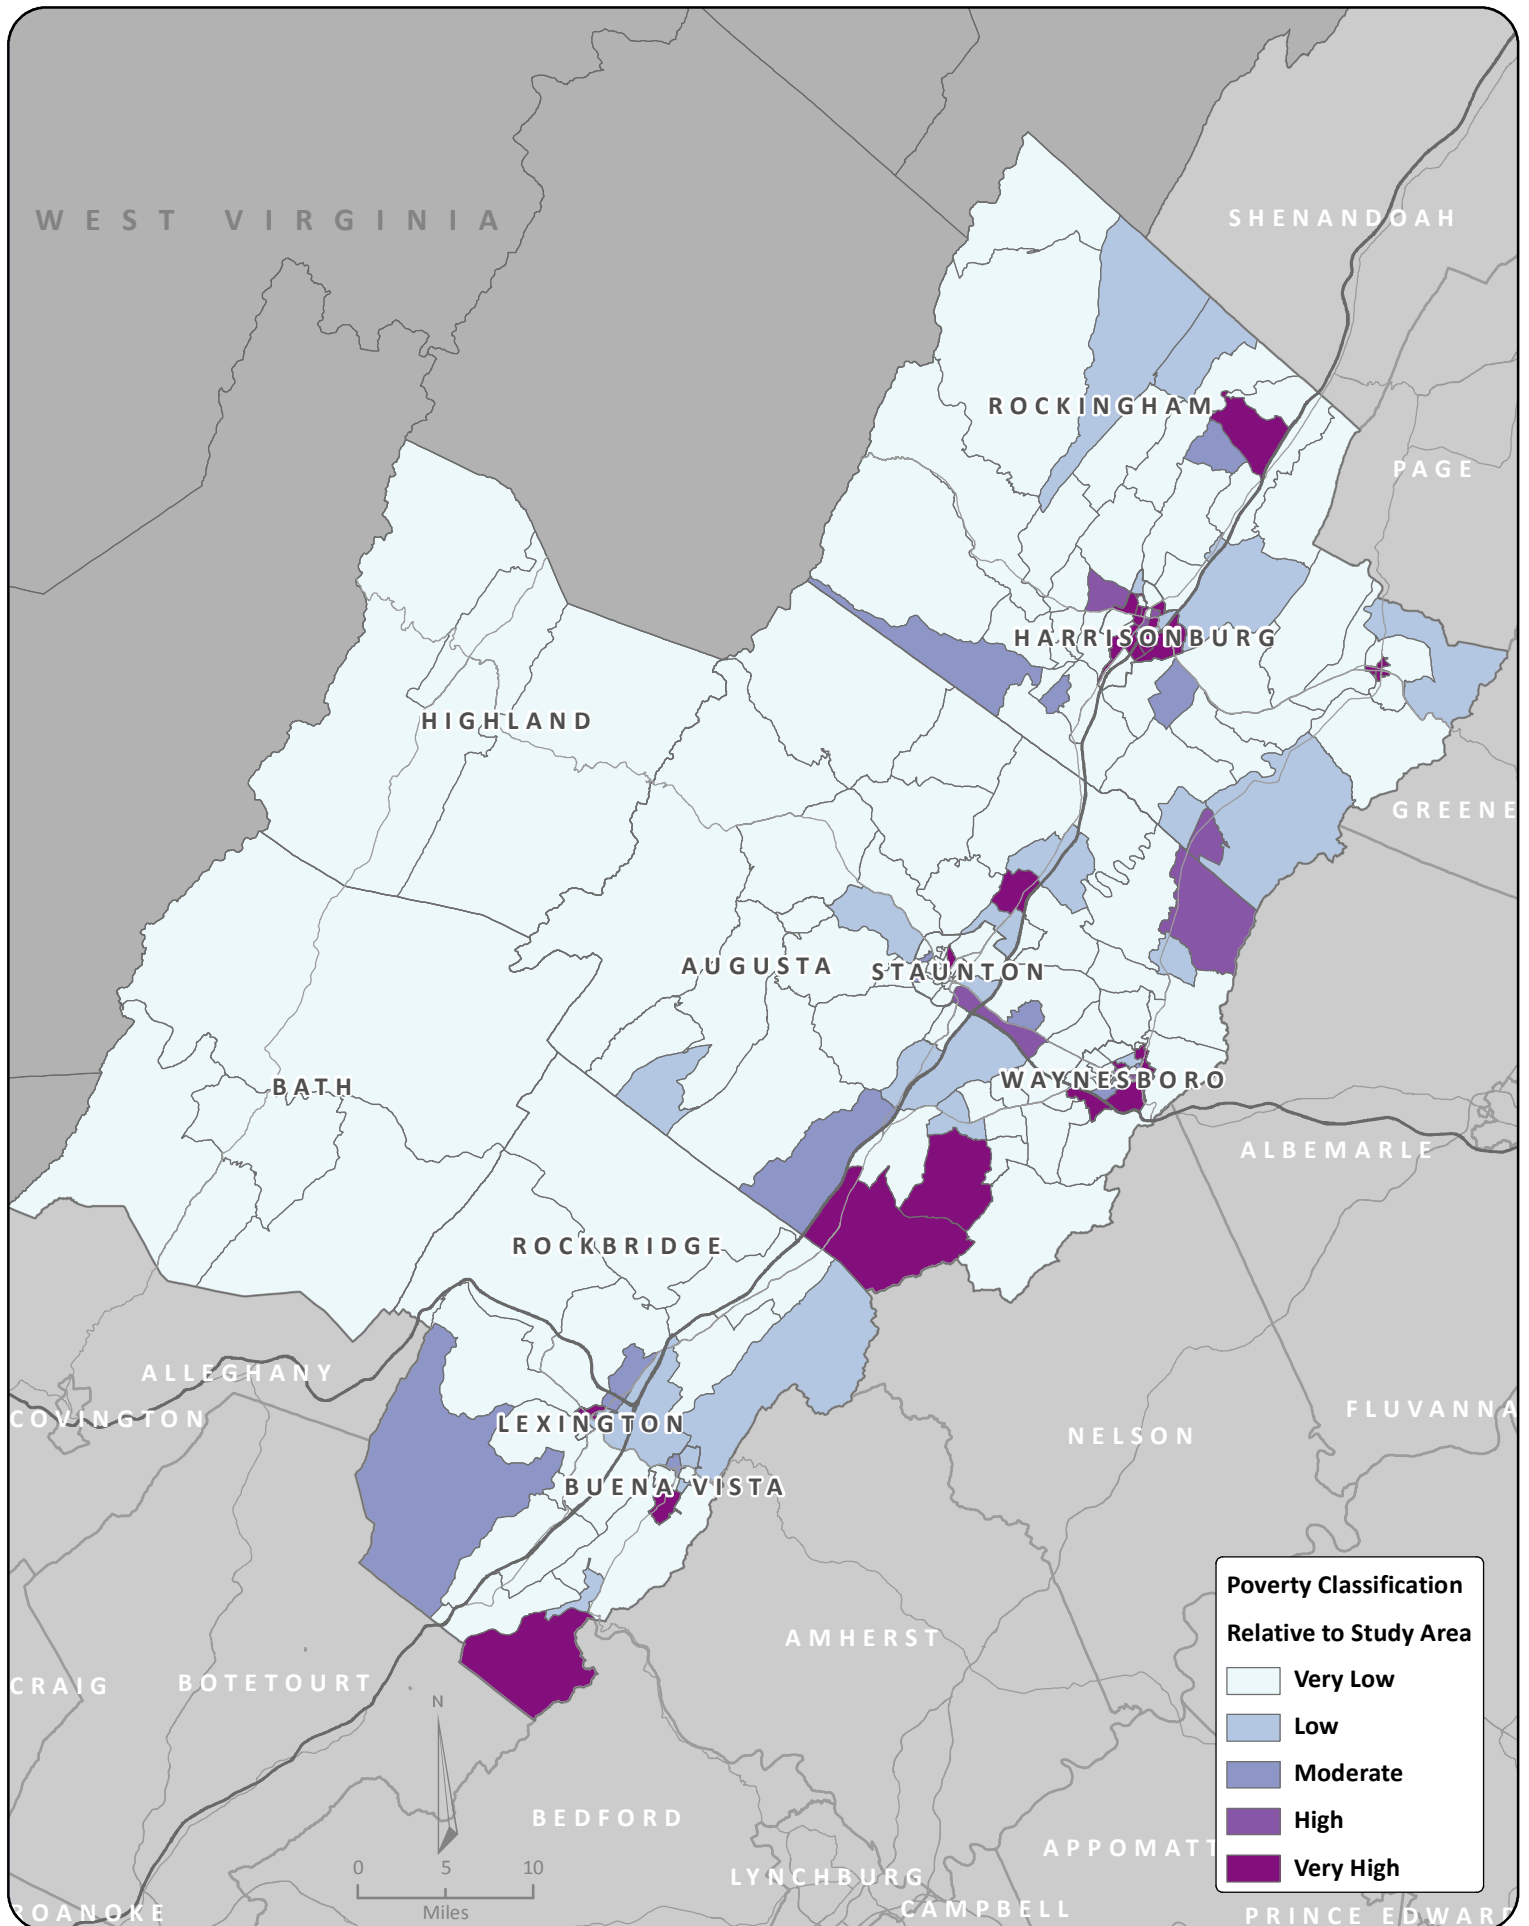 WEST VIRGINIA
SHENANDOAH
ROCKINGHAM
PAGE
HARRISONBURG
HIGHLAND
GREENE
AUGUSTA
STAUNTON
BATH
WAYNESBORO
ALBEMARLE
ROCKBRIDGE
ALLEGHANY
COVINGTON
LEXINGTON
FLUVANNA
NELSON
BUENA VISTA
Poverty Classification
Relative to Study Area
Very Low
Low
Moderate
High
Very High
AMHERST
CRAIG
BOTETOURT
N
BEDFORD
APPOMATT
0 5 10
Miles
LYNCHBURG
CAMPBELL
ROANOKE
PRINCE EDWARD